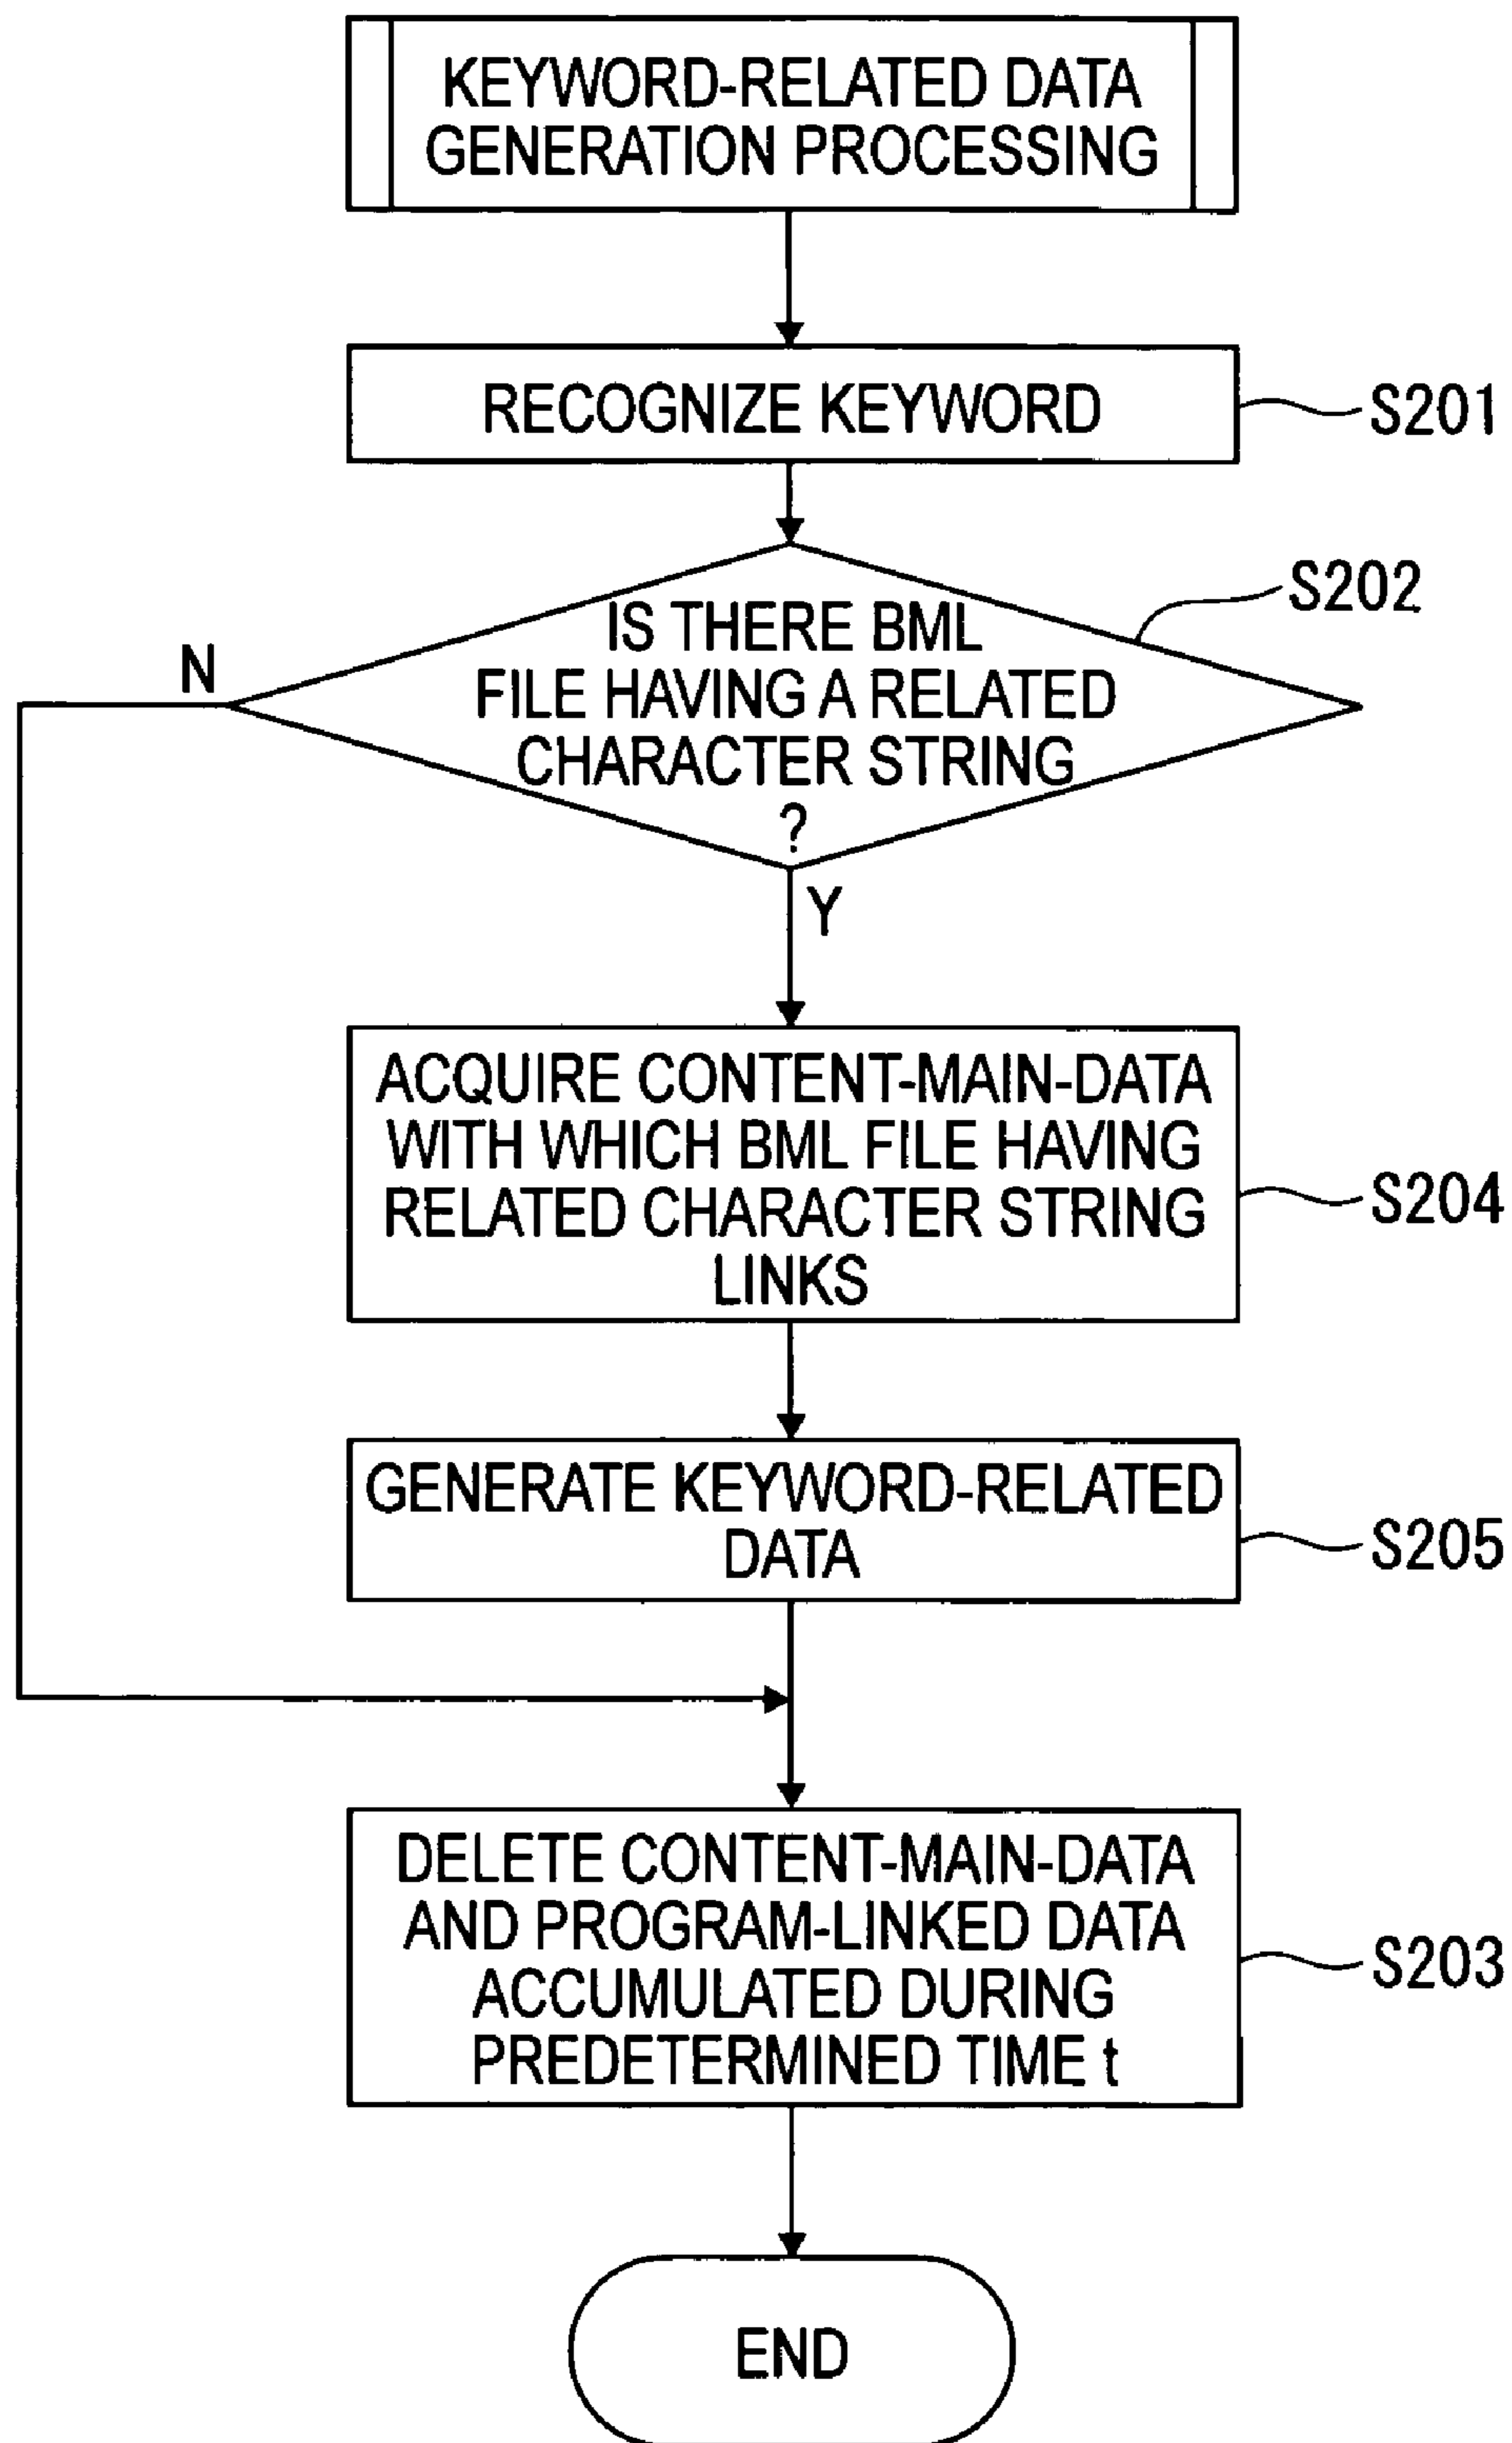 KEYWORD-RELATED DATA
GENERATION PROCESSING
RECOGNIZE KEYWORD
S201
S202
IS THERE BML
FILE HAVING A RELATED
CHARACTER STRING
?
N
Y
ACQUIRE CONTENT-MAIN-DATA
WITH WHICH BML FILE HAVING
RELATED CHARACTER STRING
LINKS
S204
GENERATE KEYWORD-RELATED
DATA
S205
DELETE CONTENT-MAIN-DATA
AND PROGRAM-LINKED DATA
ACCUMULATED DURING
PREDETERMINED TIME t
S203
END